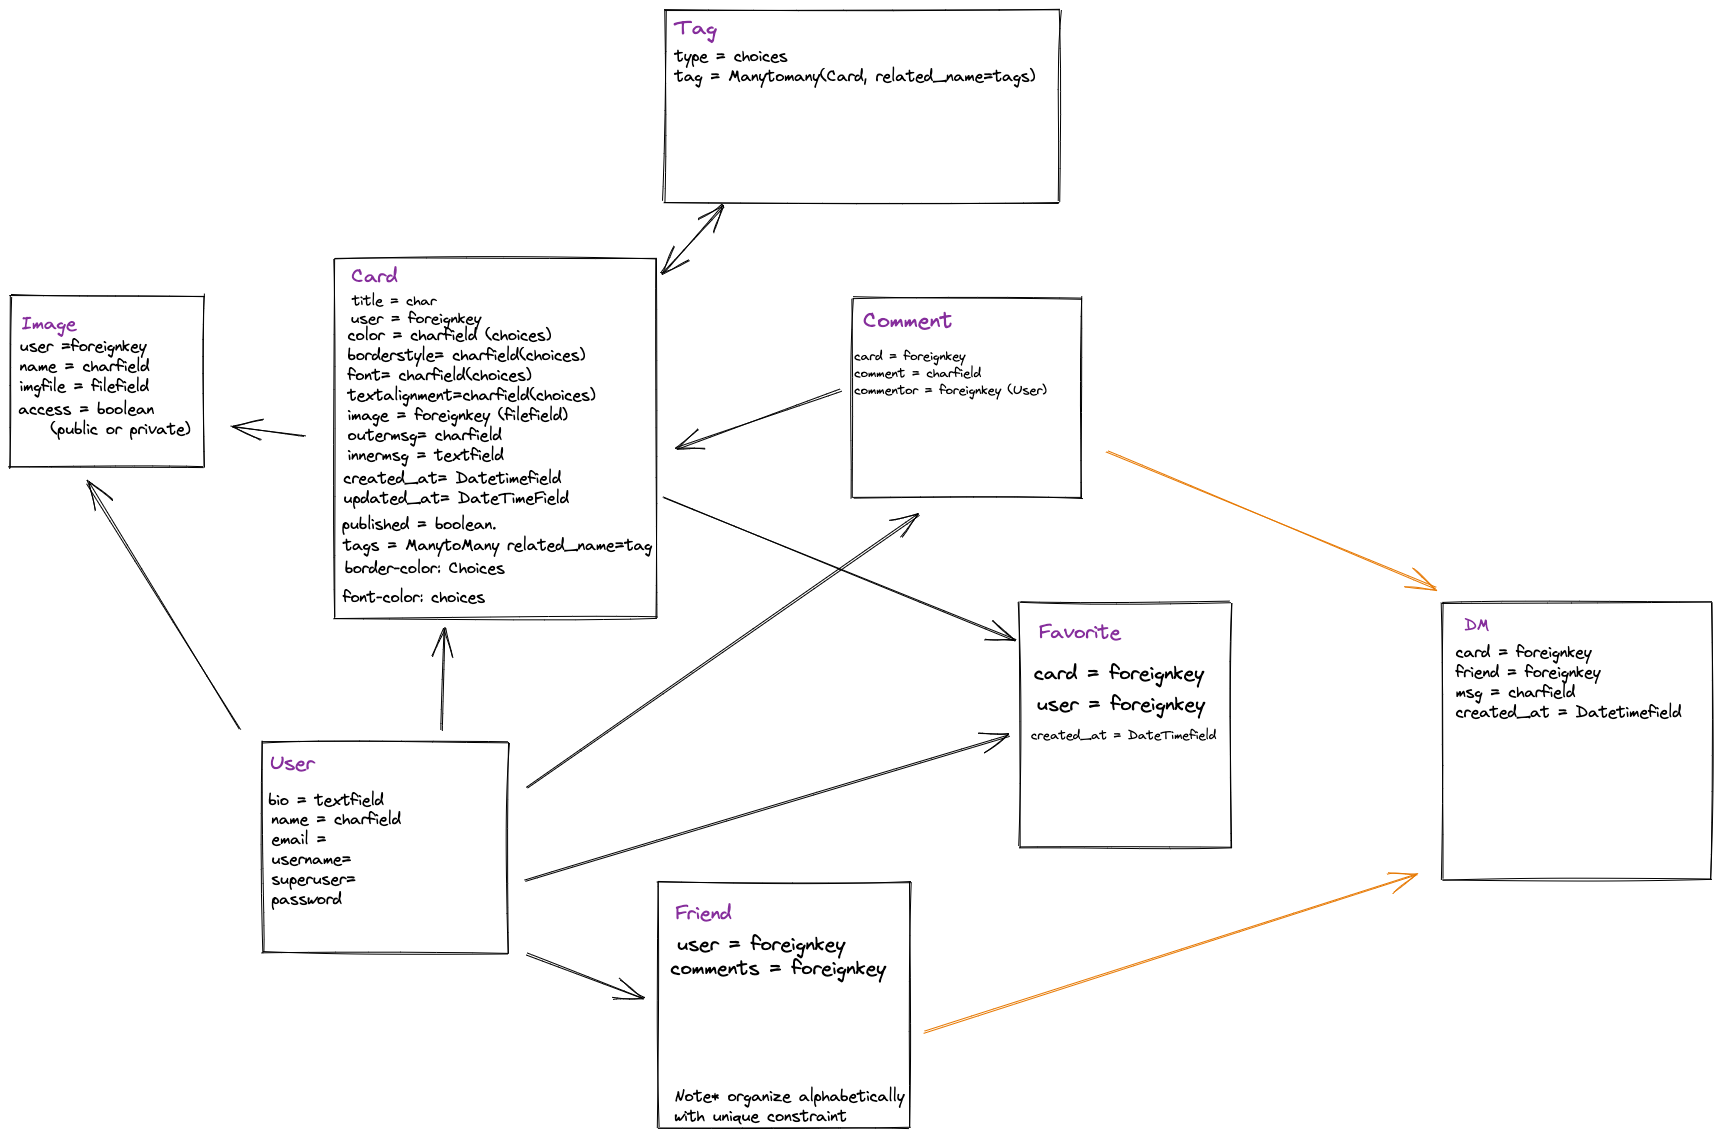 Tag
type = choices
tag = Manytomany(Card, related_name=tags)
Card
title = char
user = foreignkey
color = charfield (choices)
borderstyle= charfield(choices)
font= charfield(choices)
textalignment=charfield(choices)
image = foreignkey (filefield)
outermsg= charfield
innermsg = textfield
created_at= Datetimefield
updated_at= DateTimeField
published = boolean.
tags = ManytoMany related_name=tag
border-color: Choices
font-color: choices
Image
user =foreignkey
name = charfield
imgfile = filefield
access = boolean
(public or private)
Comment
card = foreignkey
comment = charfield
commentor = foreignkey (User)
Favorite
card = foreignkey
user = foreignkey
created_at = DateTimefield
DM
card = foreignkey
friend = foreignkey
msg = charfield
created_at = Datetimefield
User
bio = textfield
name = charfield
email =
username=
superuser=
password
Friend
user = foreignkey
comments = foreignkey
Note* organize alphabetically
with unique constraint